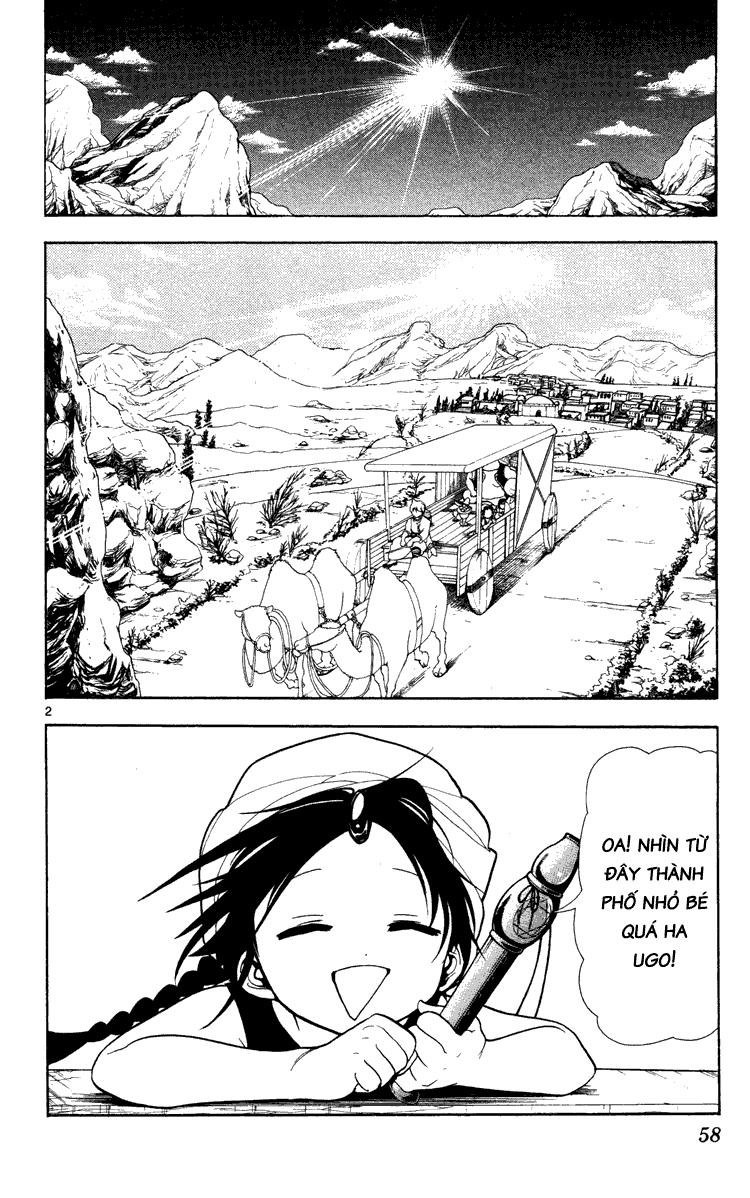 2
OA! NHÌN TỪ
ĐÂY THÀNH
PHỐ NHỎ BÉ
QUÁ HA
UGO!
58